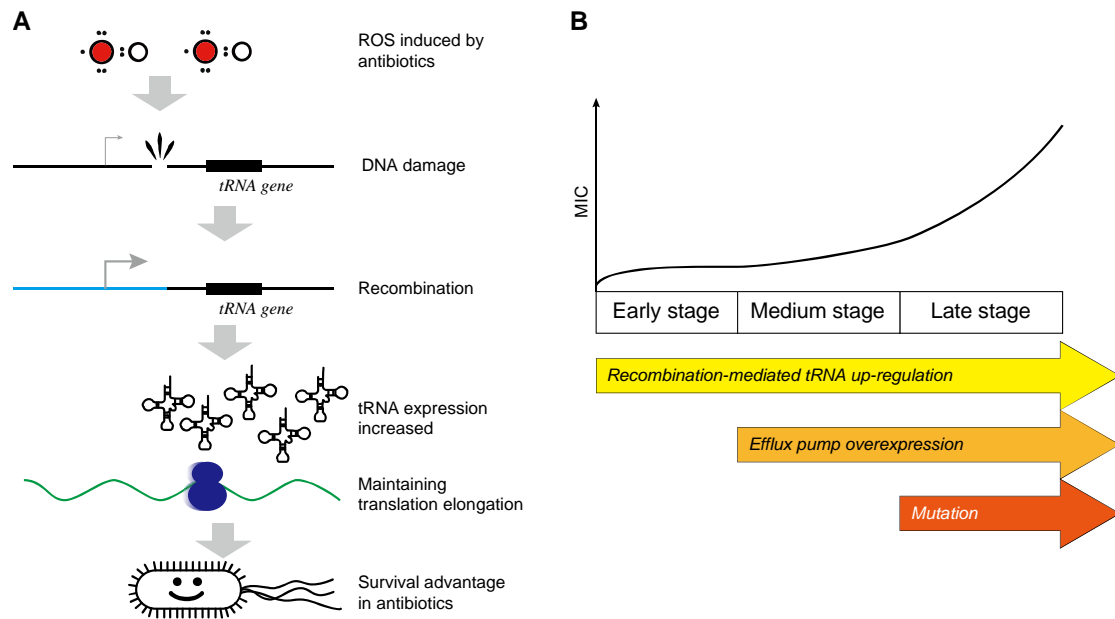 A
ROS induced by
antibiotics
DNA damage
tRNA gene
Recombination
tRNA gene
tRNA expression
increased
Maintaining
translation elongation
Survival advantage
in antibiotics
B
MIC
Early stage
Medium stage
Late stage
Recombination-mediated tRNA up-regulation
Efflux pump overexpression
Mutation